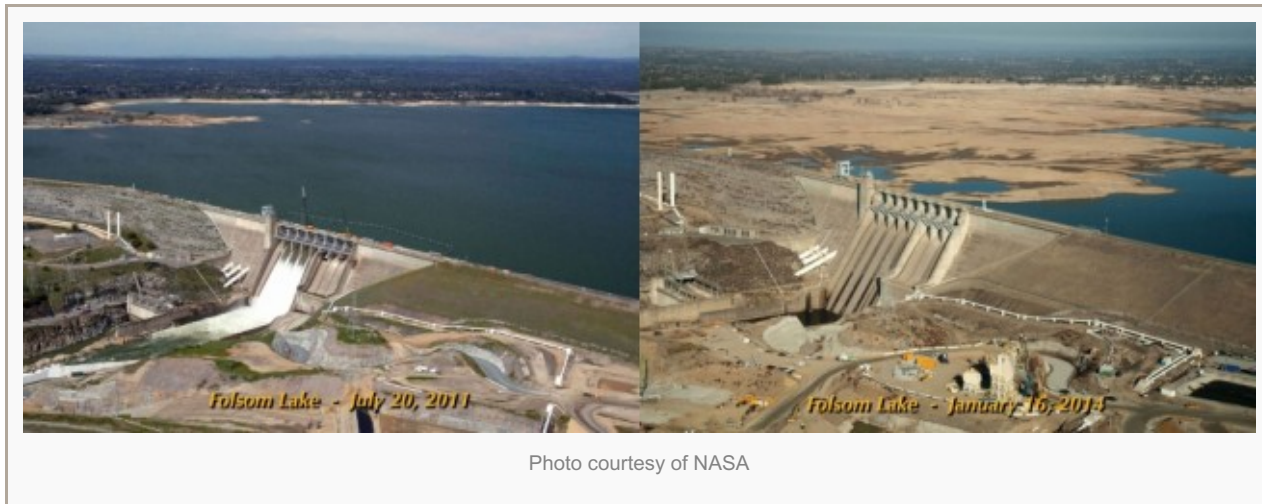 Folsom Lake - July 20, 2011
Folsom Lake - January 16, 2014
Photo courtesy of NASA